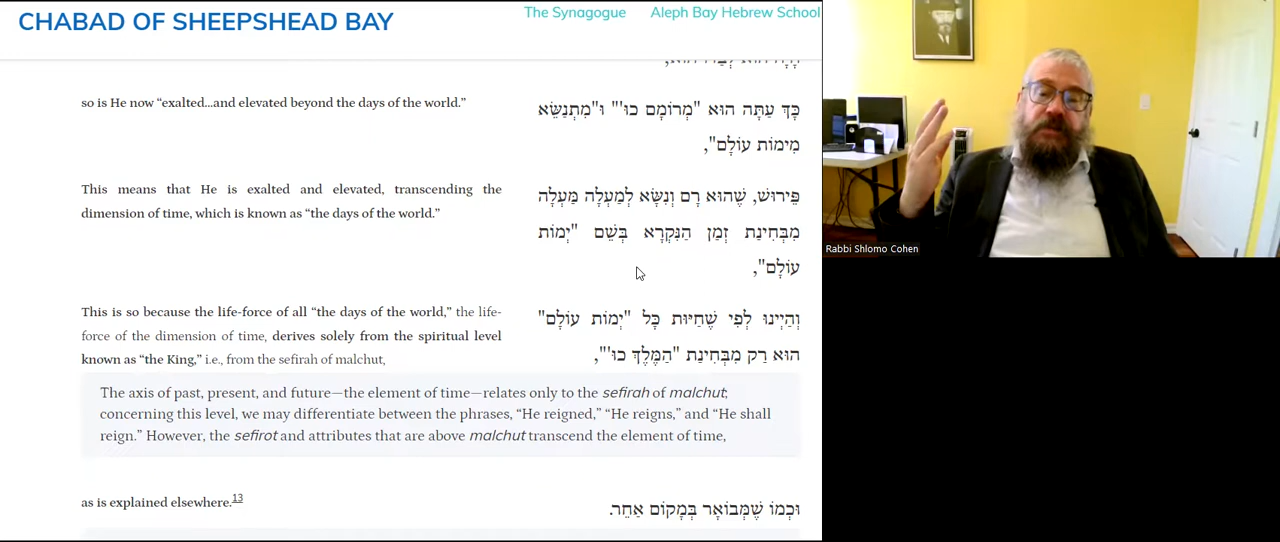 CHABAD OF SHEEPSHEAD BAY
The Synagogue
Aleph Bay Hebrew School
so is He now “exalted...and elevated beyond the days of the world.”
כָּךְ עַתָּה הוּא "מְרוֹמָם כוּ'" וּ"מִתְנַשֵּׂא
מִימוֹת עוֹלָם",
This means that He is exalted and elevated, transcending the
dimension of time, which is known as “the days of the world.”
פֵּירוּשׁ, שֶׁהוּא רָם וְנִשָּׂא לְמַעְלָה מַּעְלָה
מִבְּחִינַת זְמַן הַנִּקְרָא בְּשֵׁם "יְמוֹת
עוֹלָם",
This is so because the life-force of all “the days of the world,” the life-
force of the dimension of time, derives solely from the spiritual level
known as “the King,” i.e., from the sefirah of malchut,
וְהַיְינוּ לְפִי שֶׁחַיּוּת כָּל "יְמוֹת עוֹלָם"
הוּא רַק מִבְּחִינַת "הַמֶּלֶךְ כוּ'",
The axis of past, present, and future—the element of time—relates only to the sefirah of malchut;
concerning this level, we may differentiate between the phrases, “He reigned,” “He reigns,” and “He shall
reign.” However, the sefirot and attributes that are above malchut transcend the element of time,
as is explained elsewhere.13
וּכְמוֹ שֶׁמְּבוֹאָר בְּמָקוֹם אַחֵר.
Rabbi Shlomo Cohen